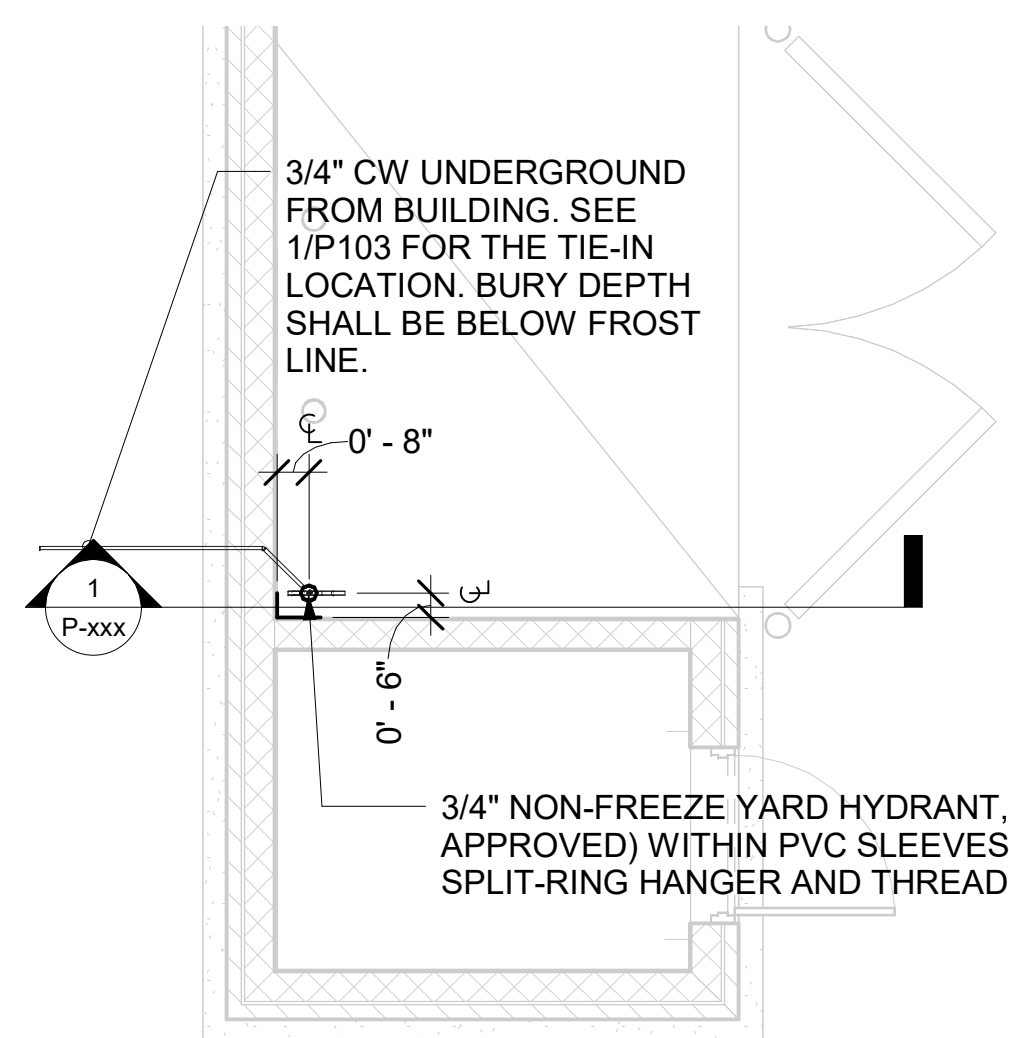 3/4" CW UNDERGROUND
FROM BUILDING. SEE
1/P103 FOR THE TIE-IN
LOCATION. BURY DEPTH
SHALL BE BELOW FROST
LINE.
℄
0' - 8"
1
P-xxx
℄
0' - 6"
3/4" NON-FREEZE YARD HYDRANT,
APPROVED) WITHIN PVC SLEEVES
SPLIT-RING HANGER AND THREAD